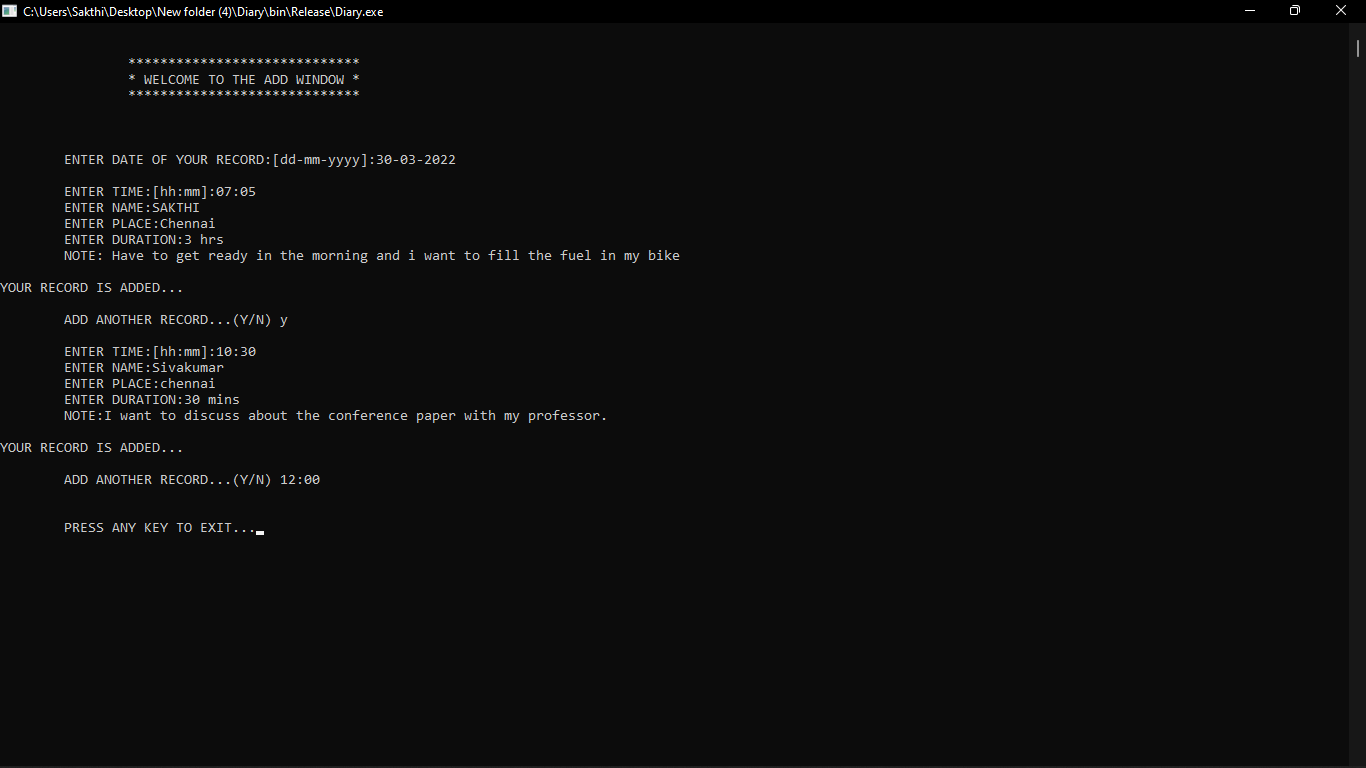 C:\Users\Sakthi\Desktop\New folder (4)\Diary\bin\Release\Diary.exe
*****************************
* WELCOME TO THE ADD WINDOW *
*****************************
ENTER DATE OF YOUR RECORD:[dd-mm-yyyy]:30-03-2022
ENTER TIME:[hh:mm]:07:05
ENTER NAME:SAKTHI
ENTER PLACE:Chennai
ENTER DURATION:3 hrs
NOTE: Have to get ready in the morning and i want to fill the fuel in my bike
YOUR RECORD IS ADDED...
ADD ANOTHER RECORD...(Y/N) y
ENTER TIME:[hh:mm]:10:30
ENTER NAME:Sivakumar
ENTER PLACE:chennai
ENTER DURATION:30 mins
NOTE:I want to discuss about the conference paper with my professor.
YOUR RECORD IS ADDED...
ADD ANOTHER RECORD...(Y/N) 12:00
PRESS ANY KEY TO EXIT...